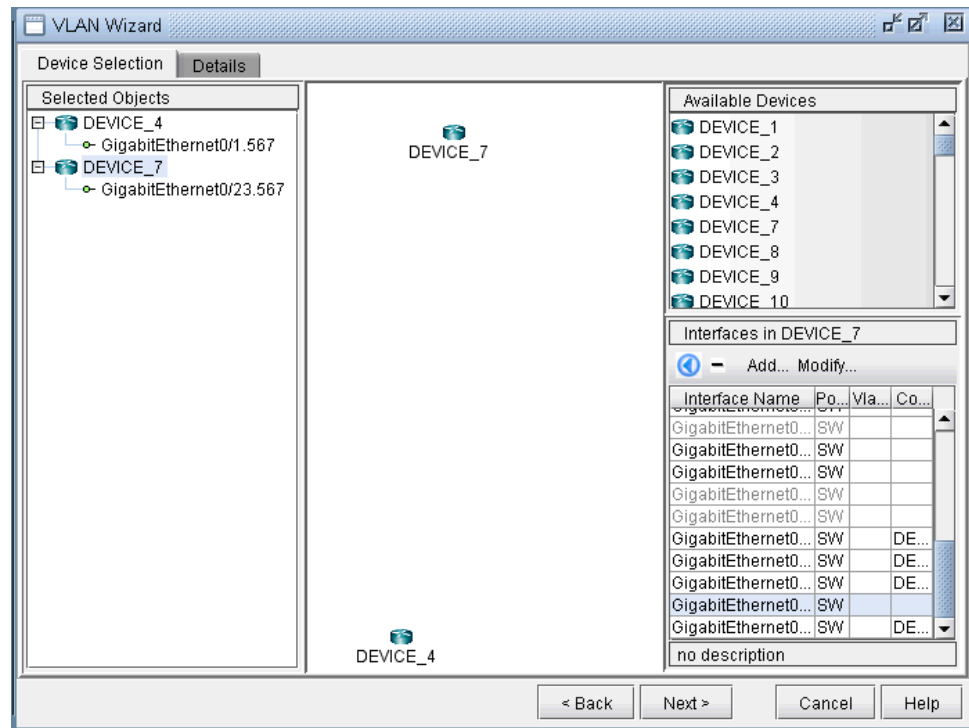 VLAN Wizard
Device Selection
Details
Selected Objects
DEVICE_4
GigabitEthernet0/1.567
DEVICE_7
GigabitEthernet0/23.567
DEVICE_7
DEVICE_4
Available Devices
DEVICE_1
DEVICE_2
DEVICE_3
DEVICE_4
DEVICE_7
DEVICE_8
DEVICE_9
DEVICE_10
Interfaces in DEVICE_7
Add... Modify...
Interface Name Po... Vla... Co...
GigabitEthernet0... SW
GigabitEthernet0... SW
GigabitEthernet0... SW
GigabitEthernet0... SW
GigabitEthernet0... SW
GigabitEthernet0... SW DE...
GigabitEthernet0... SW DE...
GigabitEthernet0... SW DE...
GigabitEthernet0... SW
GigabitEthernet0... SW DE...
no description
< Back Next > Cancel Help